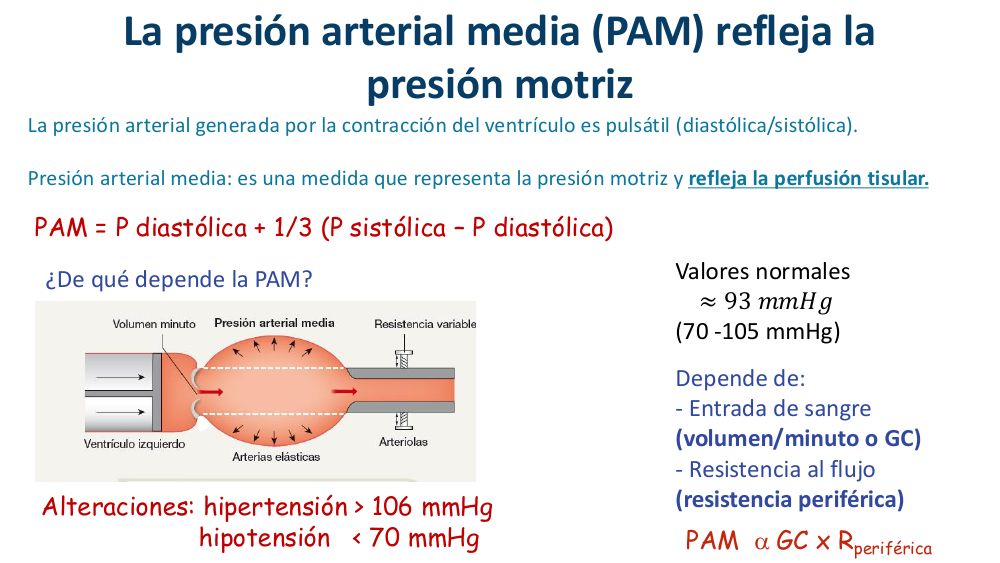 La presión arterial media (PAM) refleja la
presión motriz
La presión arterial generada por la contracción del ventrículo es pulsátil (diastólica/sistólica).
Presión arterial media: es una medida que representa la presión motriz y refleja la perfusión tisular.
PAM = P diastólica + 1/3 (P sistólica – P diastólica)
¿De qué depende la PAM?
Volumen minuto
Presión arterial media
Resistencia variable
Ventrículo izquierdo
Arteriolas
Arterias elásticas
Alteraciones: hipertensión > 106 mmHg
hipotensión < 70 mmHg
Valores normales
≈ 93 mmHg
(70 -105 mmHg)
Depende de:
- Entrada de sangre
(volumen/minuto o GC)
- Resistencia al flujo
(resistencia periférica)
PAM α GC x Rperiférica